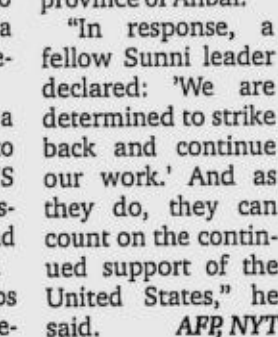 province of Anbar.
"In response, a
fellow Sunni leader
declared: 'We are
determined to strike
back and continue
our work.' And as
they do, they can
count on the contin-
ued support of the
United States," he
said. AFP, NYT